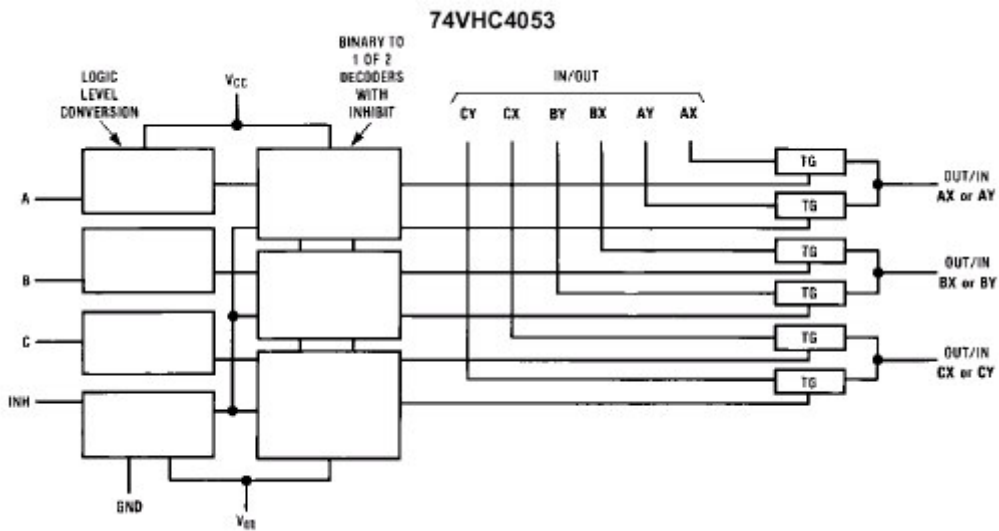 74VHC4053
BINARY TO
1 OF 2
DECODERS
WITH
INHIBIT
LOGIC
LEVEL
CONVERSION
VCC
IN/OUT
CY CX BY BX AY AX
TG
A
OUT/IN
AX or AY
TG
TG
B
OUT/IN
BX or BY
TG
C
TG
OUT/IN
CX or CY
TG
INH
GND
VEE